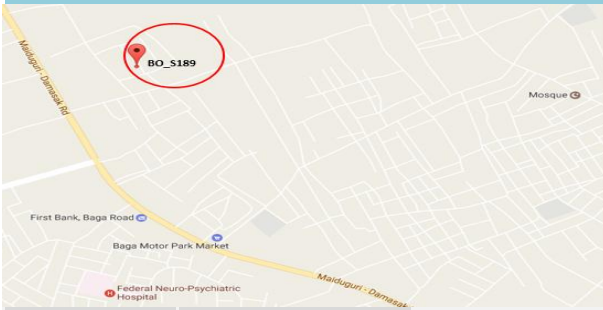 Maiduguri - Damasak Rd
BO_S189
Mosque
First Bank, Baga Road
Baga Motor Park Market
Maiduguri - Damasak
Federal Neuro-Psychiatric
Hospital
H